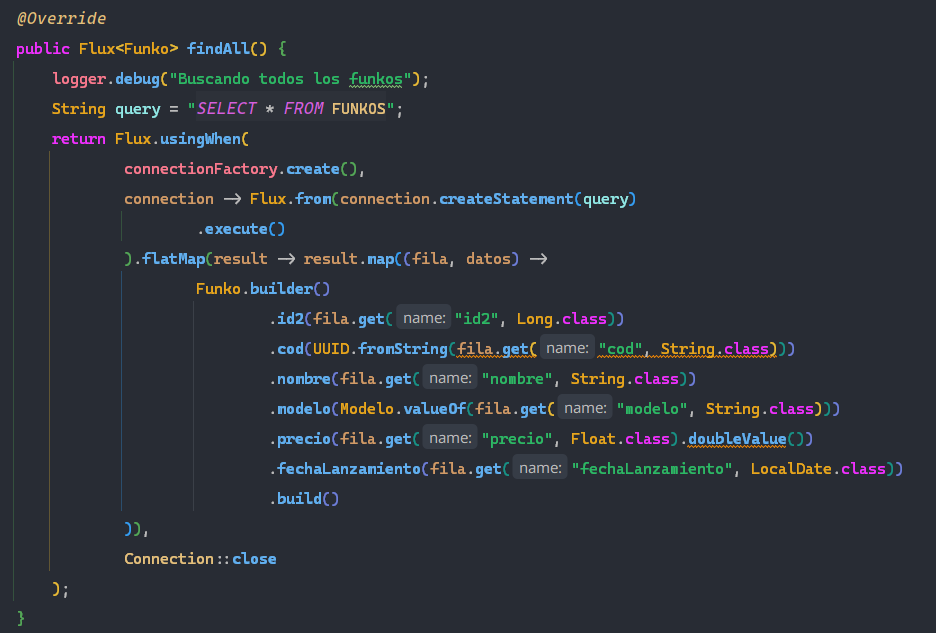 @Override
public Flux<Funko> findAll() {
logger.debug("Buscando todos los funkos");
String query = "SELECT * FROM FUNKOS";
return Flux.usingWhen(
connectionFactory.create(),
connection -> Flux.from(connection.createStatement(query)
.execute()
).flatMap(result -> result.map((fila, datos) ->
Funko.builder()
.id2(fila.get( name: "id2", Long.class))
.cod(UUID.fromString(fila.get( name: "cod", String.class)))
.nombre(fila.get( name: "nombre", String.class))
.modelo(Modelo.valueOf(fila.get( name: "modelo", String.class)))
.precio(fila.get( name: "precio", Float.class).doubleValue())
.fechaLanzamiento(fila.get( name: "fechaLanzamiento", LocalDate.class))
.build()
)),
Connection::close
);
}